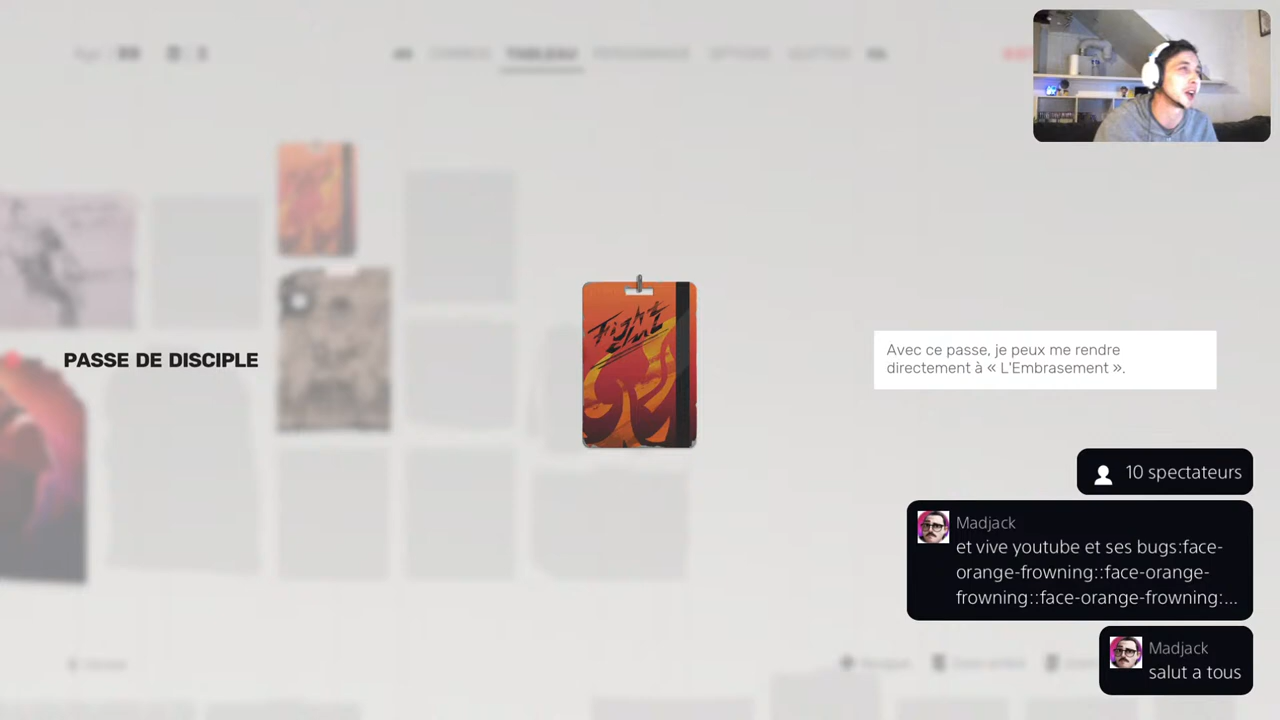 TABLEAU
PASSE DE DISCIPLE
Fight
Club
Avec ce passe, je peux me rendre
directement à « L'Embrasement ».
10 spectateurs
Madjack
et vive youtube et ses bugs:face-
orange-frowning::face-orange-
frowning::face-orange-frowning:...
Madjack
salut a tous